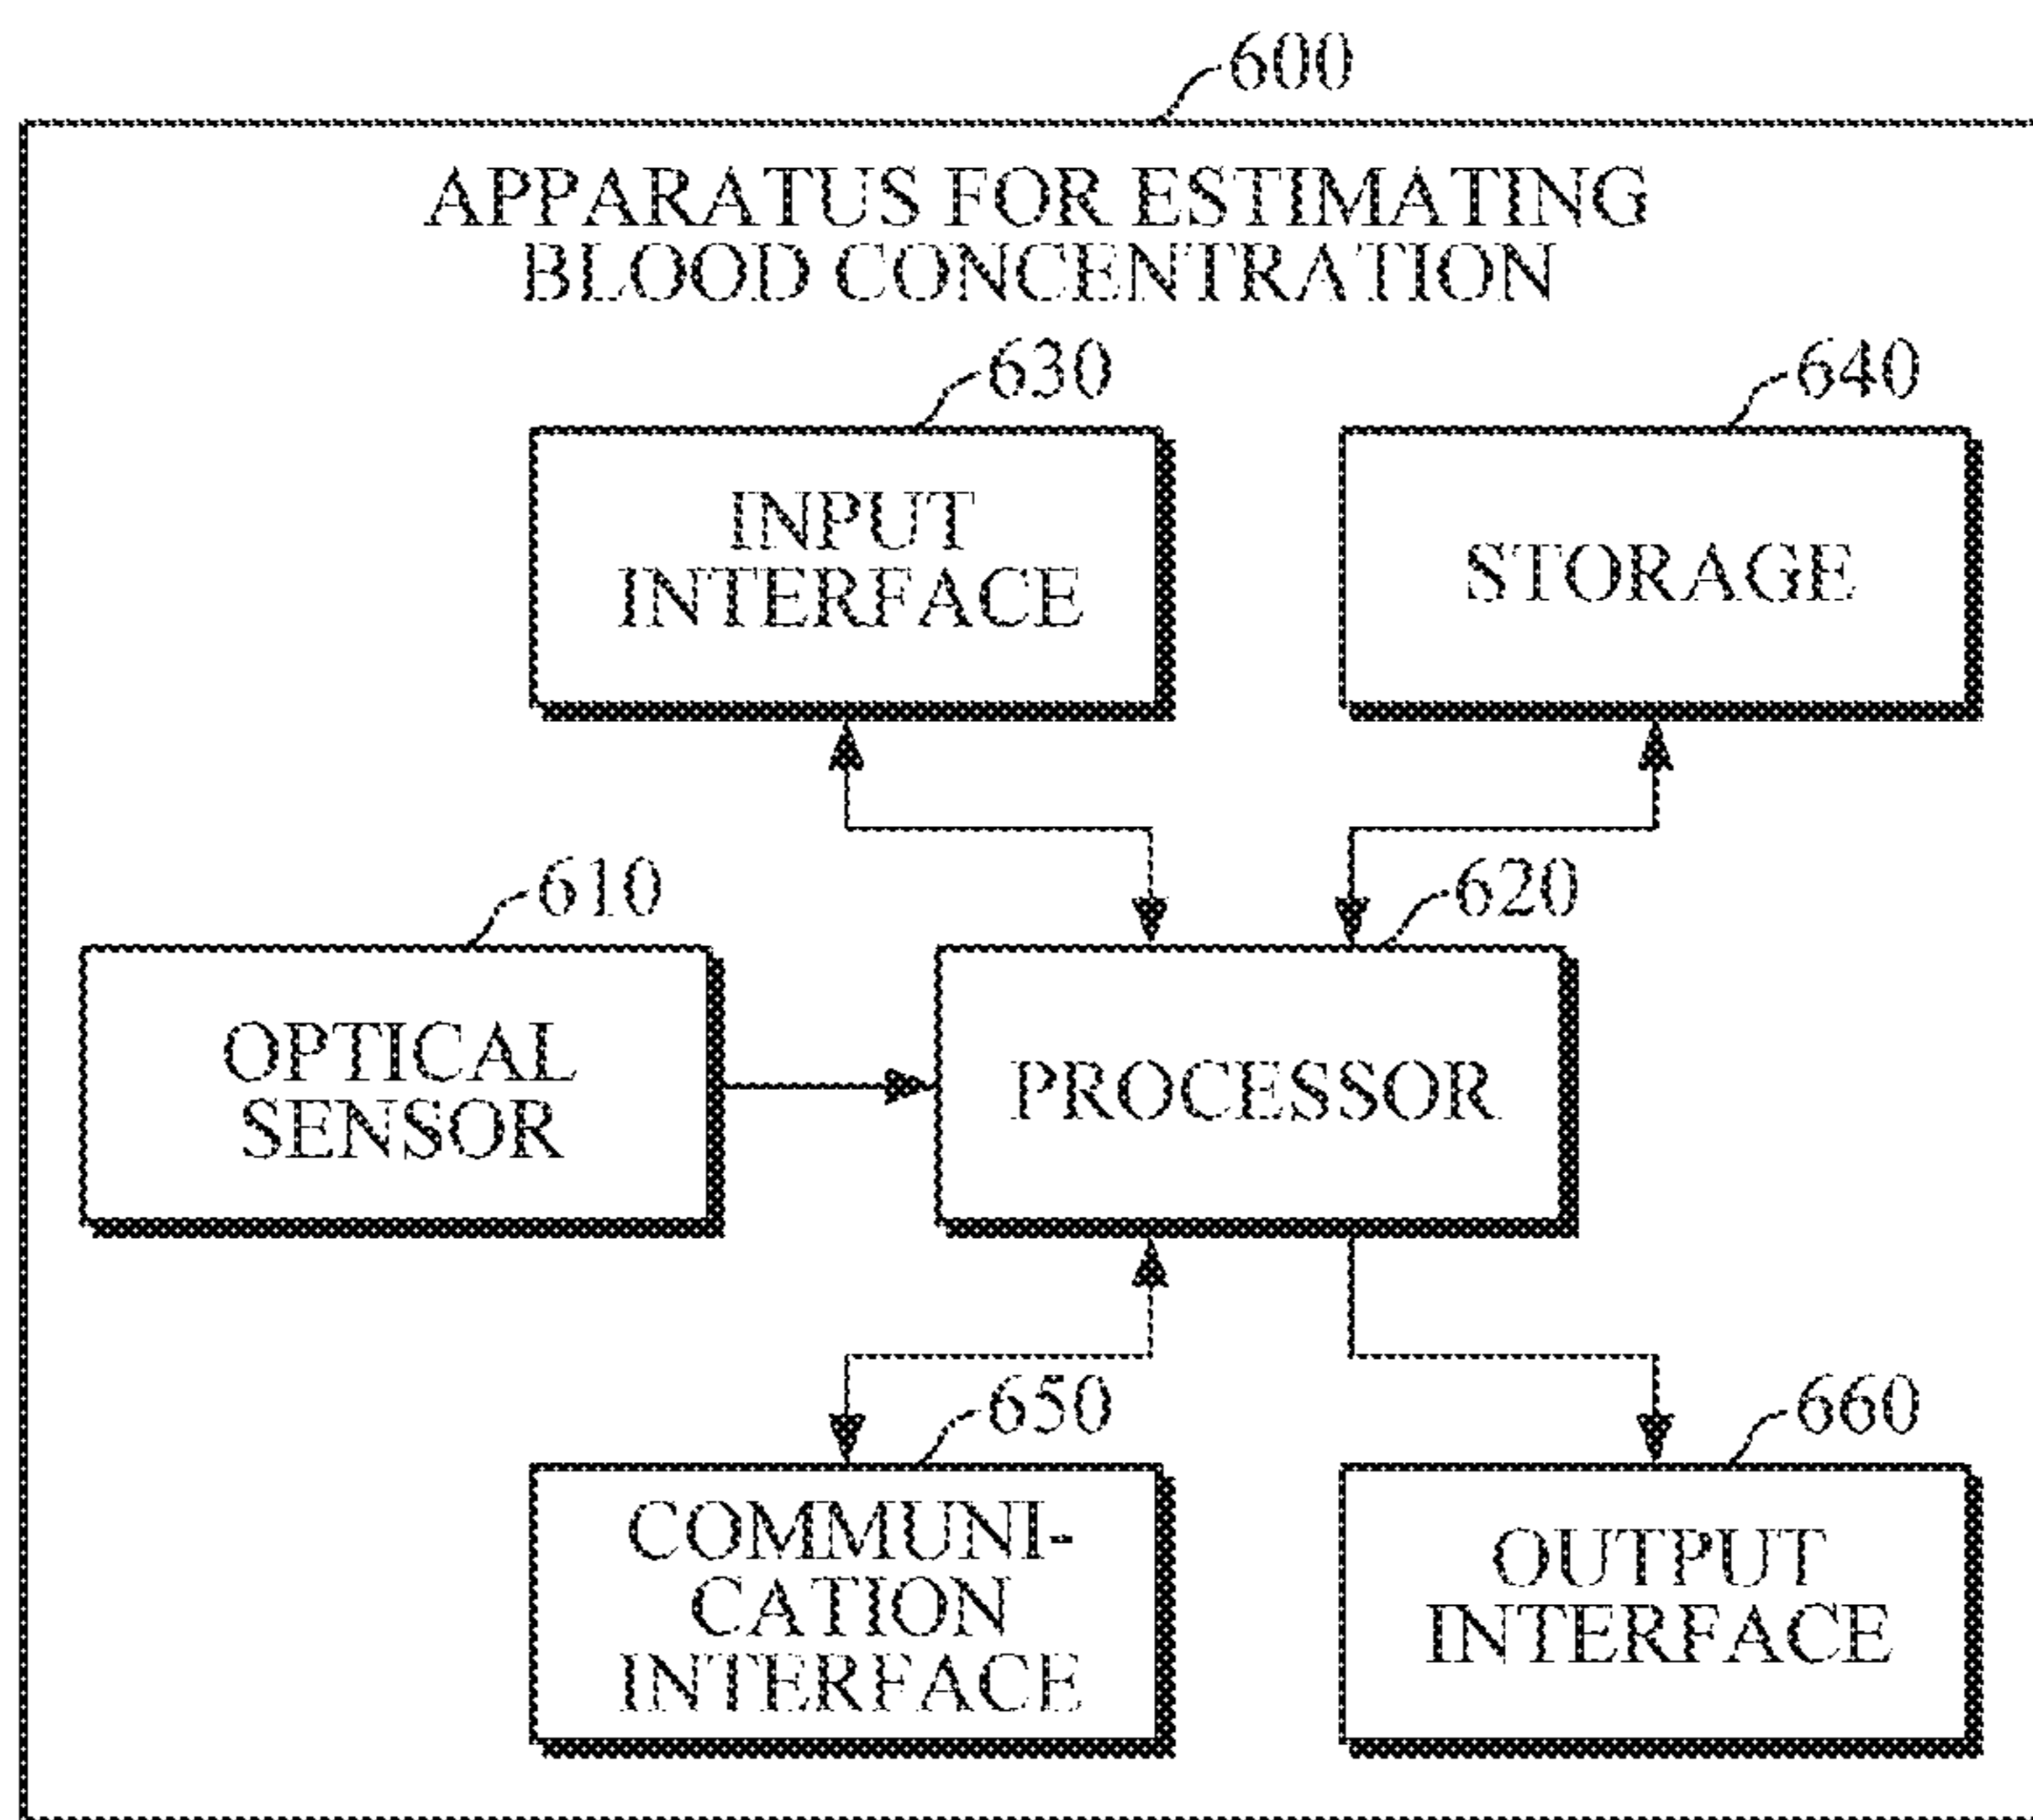 600
APPARATUS FOR ESTIMATING
BLOOD CONCENTRATION
630
640
INPUT
INTERFACE
STORAGE
610
620
OPTICAL
SENSOR
PROCESSOR
650
660
COMMUNI-
CATION
INTERFACE
OUTPUT
INTERFACE